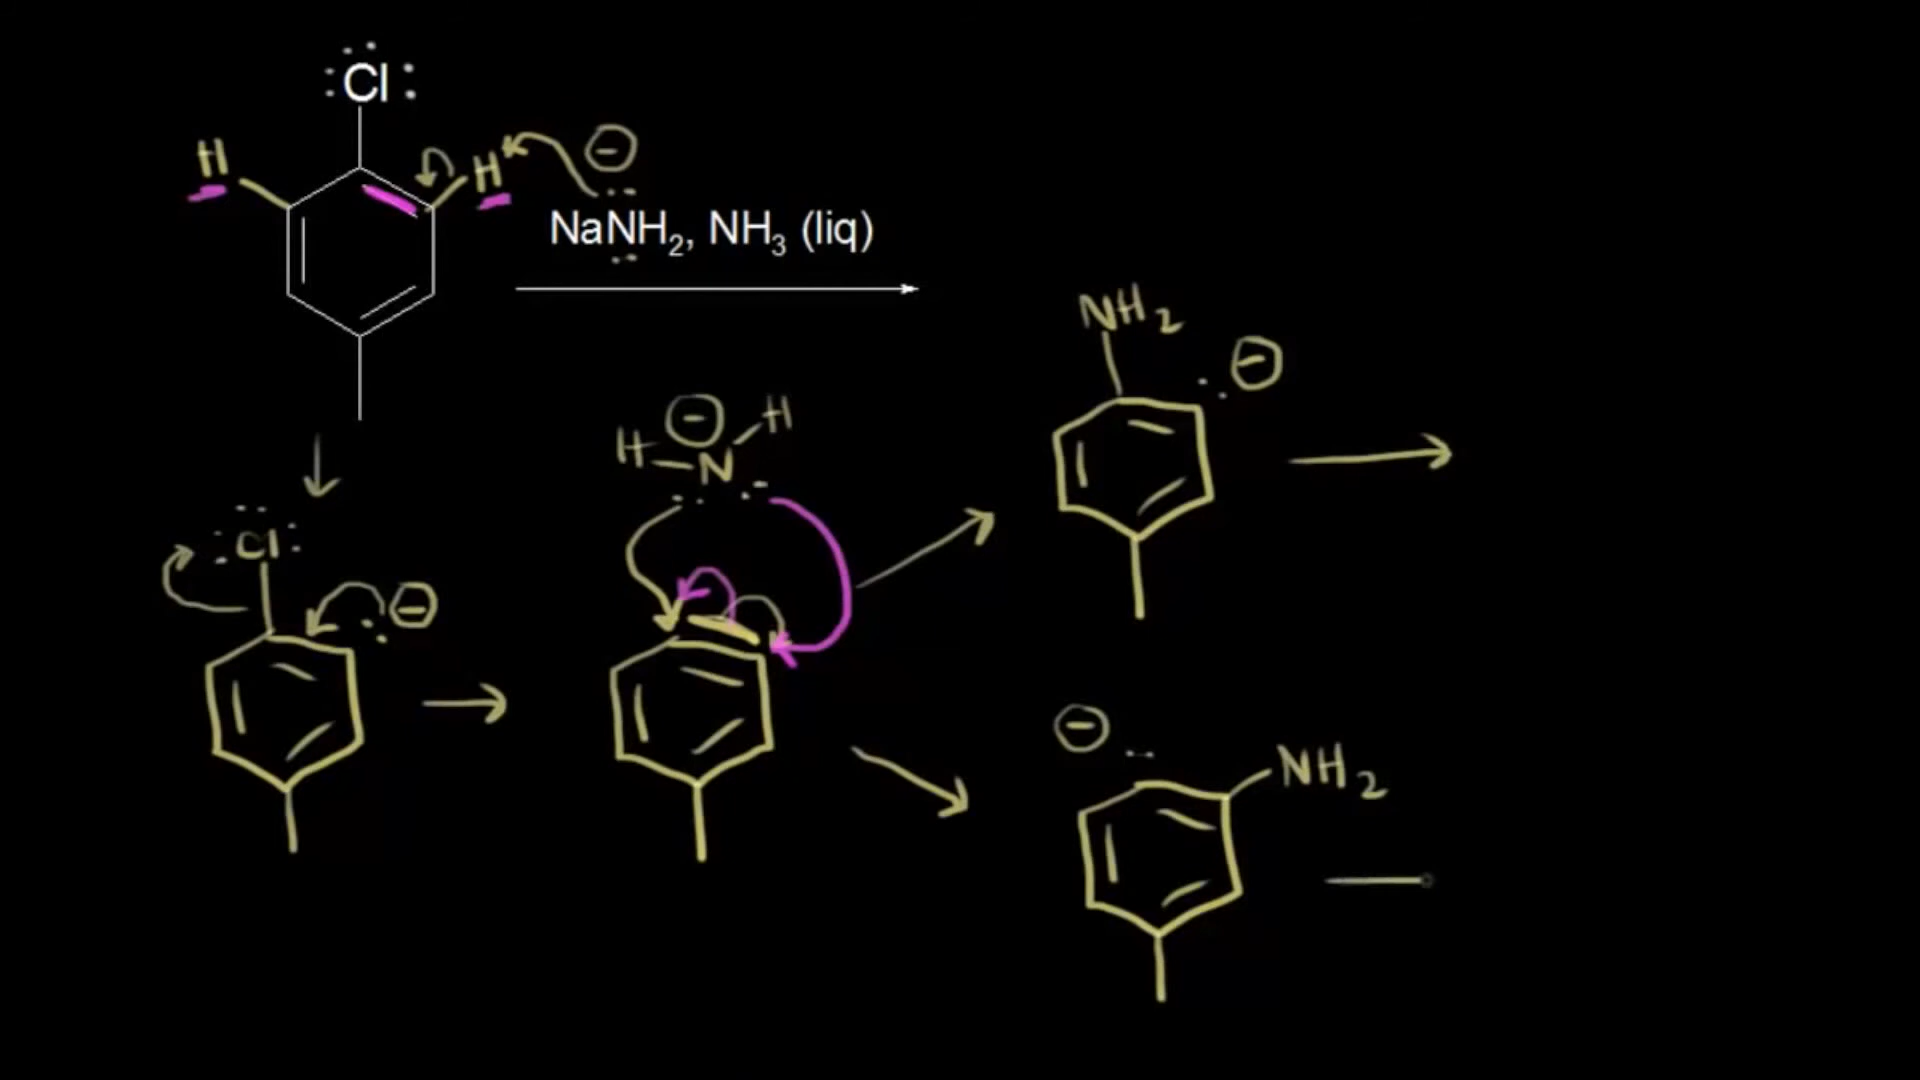 :Cl:
H
H
⊖
NaNH₂, NH₃ (liq)
NH₂
⊖
⊖
H
H
N
:Cl:
⊖
⊖
NH₂